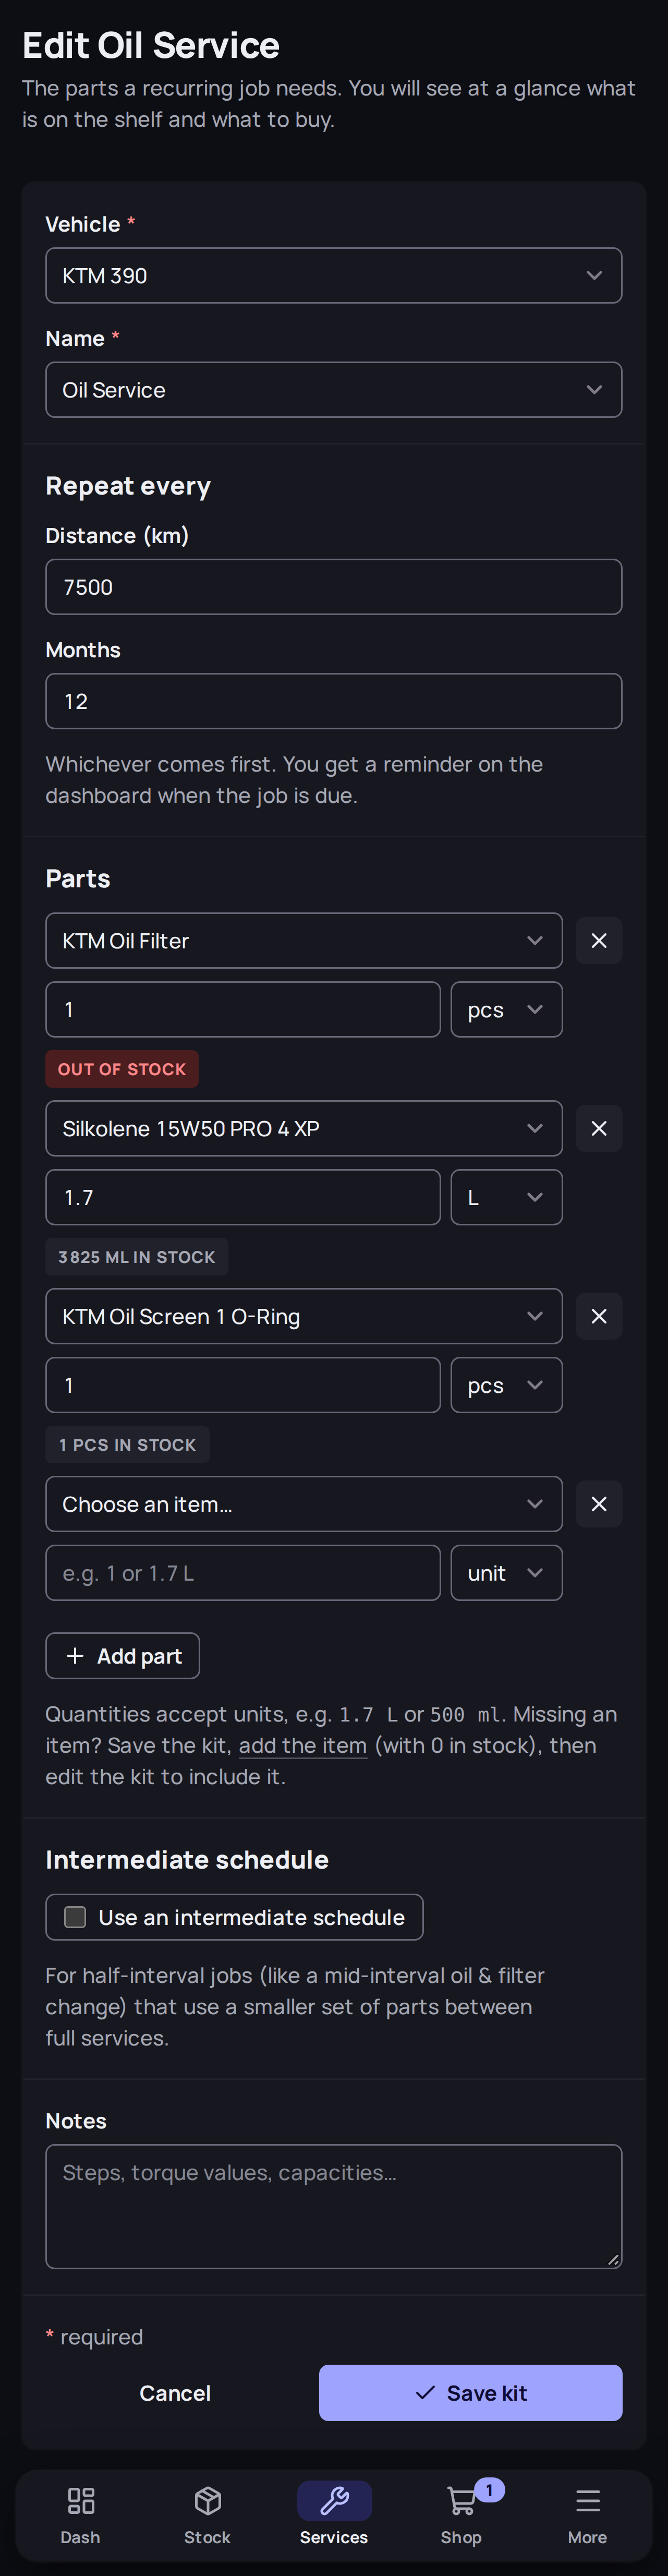 Edit Oil Service
The parts a recurring job needs. You will see at a glance what
is on the shelf and what to buy.
Vehicle *
KTM 390
Name *
Oil Service
Repeat every
Distance (km)
7500
Months
12
Whichever comes first. You get a reminder on the
dashboard when the job is due.
Parts
KTM Oil Filter
1
pcs
OUT OF STOCK
Silkolene 15W50 PRO 4 XP
1.7
L
3825 ML IN STOCK
KTM Oil Screen 1 O-Ring
1
pcs
1 PCS IN STOCK
Choose an item...
e.g. 1 or 1.7 L
unit
Add part
Quantities accept units, e.g. 1.7 L or 500 ml. Missing an
item? Save the kit, add the item (with 0 in stock), then
edit the kit to include it.
Intermediate schedule
Use an intermediate schedule
For half-interval jobs (like a mid-interval oil & filter
change) that use a smaller set of parts between
full services.
Notes
Steps, torque values, capacities...
* required
Cancel
Save kit
1
Dash
Stock
Services
Shop
More